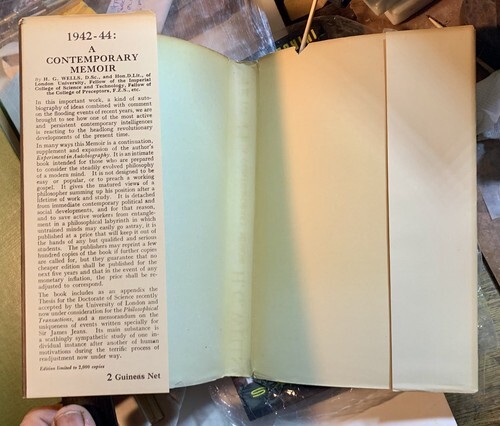 1942-44:
A
CONTEMPORARY
MEMOIR
by H. G. WELLS, D.Sc., and Hon.D.Lit., of
London University, Fellow of the Imperial
College of Science and Technology, Fellow of
the College of Preceptors, F.Z.S., etc.
In this important work, a kind of auto-
biography of ideas combined with comment
on the flooding events of recent years, we are
brought to see how one of the most active
and persistent contemporary intelligences
is reacting to the headlong revolutionary
developments of the present time.
In many ways this Memoir is a continuation,
supplement and expansion of the author's
Experiment in Autobiography. It is an intimate
book intended for those who are prepared
to consider the steadily evolved philosophy
of a modern mind. It is not designed to be
easy or popular, or to preach a working
gospel. It gives the matured views of a
philosopher summing up his position after a
lifetime of work and study. It is detached
from immediate contemporary political and
social developments, and for that reason,
and to save active workers from entangle-
ment in a philosophical labyrinth in which
untrained minds may easily go astray, it is
published at a price that will keep it out of
the hands of any but qualified and serious
students. The publishers may reprint a few
hundred copies of the book if further copies
are called for, but they guarantee that no
cheaper edition shall be published for the
next five years and that in the event of any
monetary inflation, the price shall be re-
adjusted to correspond.
The book includes as an appendix the
Thesis for the Doctorate of Science recently
accepted by the University of London and
now under consideration for the Philosophical
Transactions, and a memorandum on the
uniqueness of events written specially for
Sir James Jeans. Its main substance is
a scathingly sympathetic study of one in-
dividual instance after another of human
motivations during the terrific process of
readjustment now under way.
Edition limited to 2,000 copies
2 Guineas Net